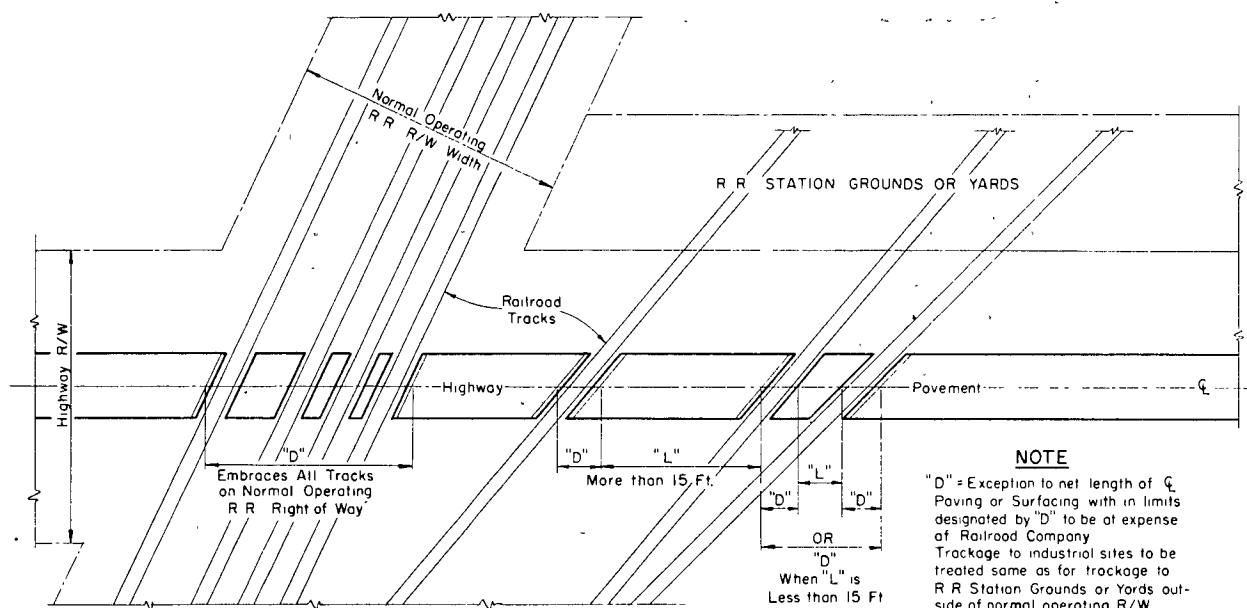 Normal Operating
R R R/W Width
R R STATION GROUNDS OR YARDS
Highway R/W
Railroad
Tracks
Highway
Pavement
℄
"D"
Embraces All Tracks
on Normal Operating
R R Right of Way
"D"
"L"
More than 15 Ft.
"D"
"L"
"D"
OR
"D"
When "L" is
Less than 15 Ft
NOTE
"D" = Exception to net length of ℄
Paving or Surfacing with in limits
designated by "D" to be at expense
of Railroad Company
Trackage to industrial sites to be
treated same as for trackage to
R R Station Grounds or Yards out-
side of normal operating R/W